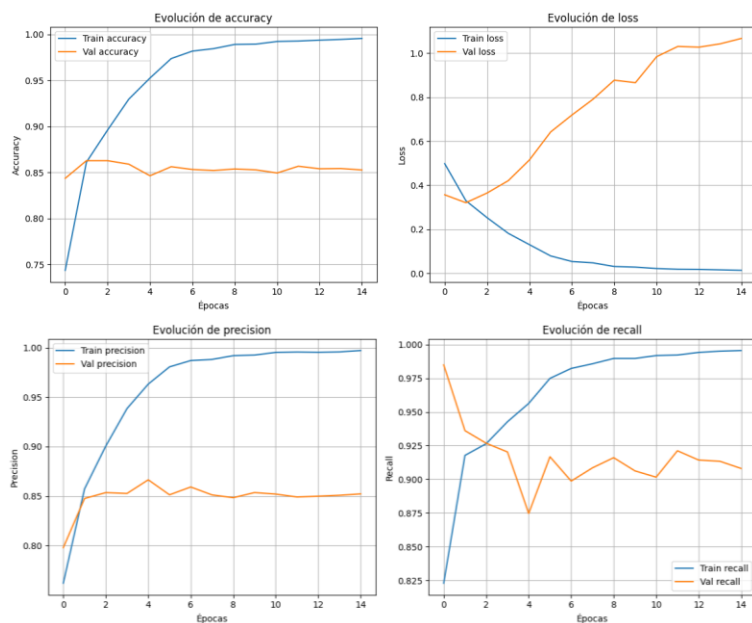 Evolución de accuracy
Train accuracy
Val accuracy
1.00
0.95
0.90
0.85
0.80
0.75
Accuracy
0 2 4 6 8 10 12 14
Épocas
Evolución de loss
Train loss
Val loss
1.0
0.8
0.6
0.4
0.2
0.0
Loss
0 2 4 6 8 10 12 14
Épocas
Evolución de precision
Train precision
Val precision
1.00
0.95
0.90
0.85
0.80
Precision
0 2 4 6 8 10 12 14
Épocas
Evolución de recall
1.000
0.975
0.950
0.925
0.900
0.875
0.850
0.825
Recall
Train recall
Val recall
0 2 4 6 8 10 12 14
Épocas